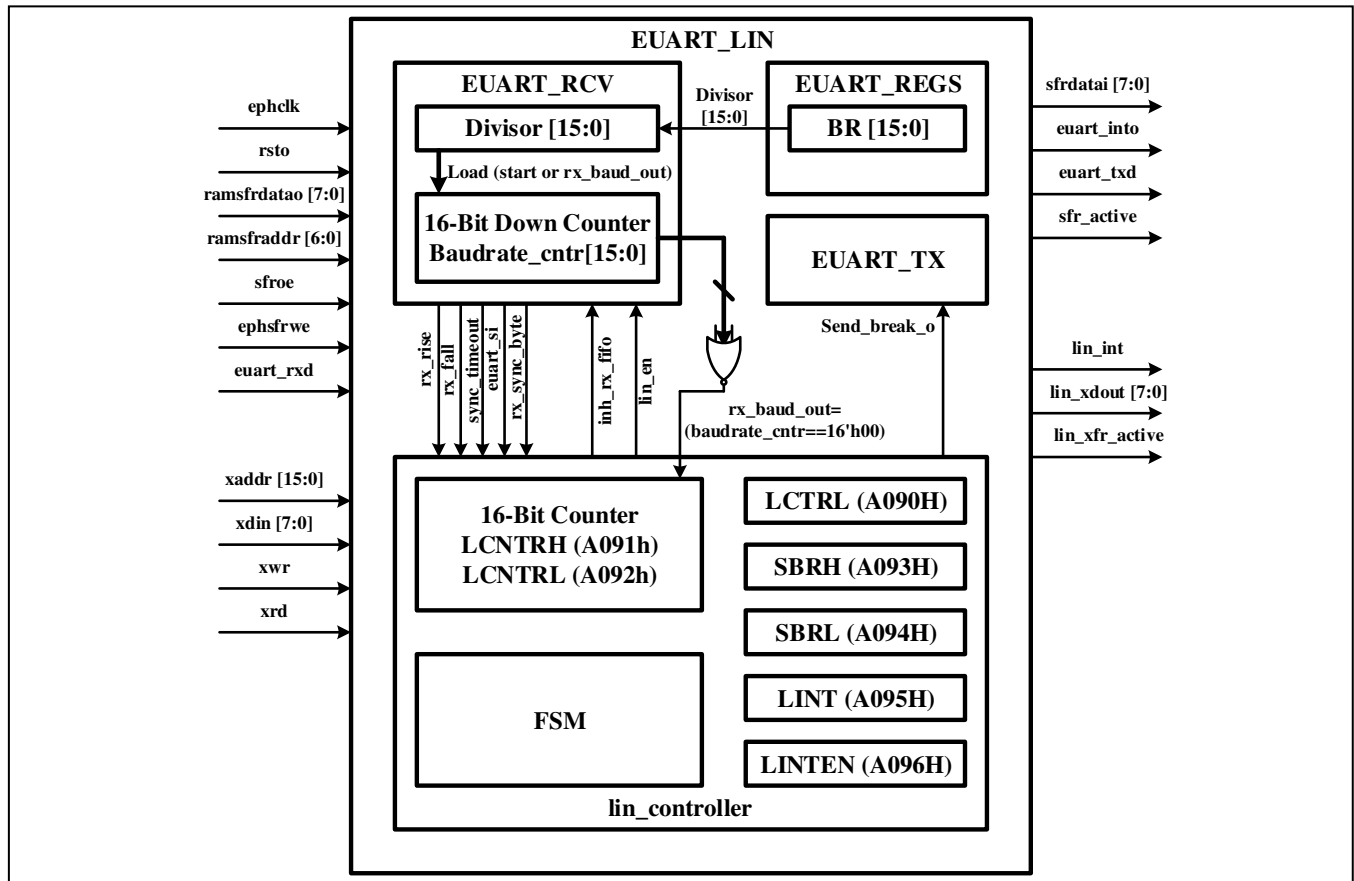 EUART_LIN
ephclk
rsto
ramsfrdatao [7:0]
ramsfraddr [6:0]
sfroe
ephsfrwe
euart_rxd
xaddr [15:0]
xdin [7:0]
xwr
xrd
EUART_RCV
Divisor [15:0]
Load (start or rx_baud_out)
16-Bit Down Counter
Baudrate_cntr[15:0]
Divisor
[15:0]
EUART_REGS
BR [15:0]
EUART_TX
Send_break_o
rx_rise
rx_fall
sync_timeout
euart_si
rx_sync_byte
inh_rx_fifo
lin_en
rx_baud_out=
(baudrate_cntr==16'h00)
16-Bit Counter
LCNTRH (A091h)
LCNTRL (A092h)
FSM
LCTRL (A090H)
SBRH (A093H)
SBRL (A094H)
LINT (A095H)
LINTEN (A096H)
lin_controller
sfrdatai [7:0]
euart_into
euart_txd
sfr_active
lin_int
lin_xdout [7:0]
lin_xfr_active